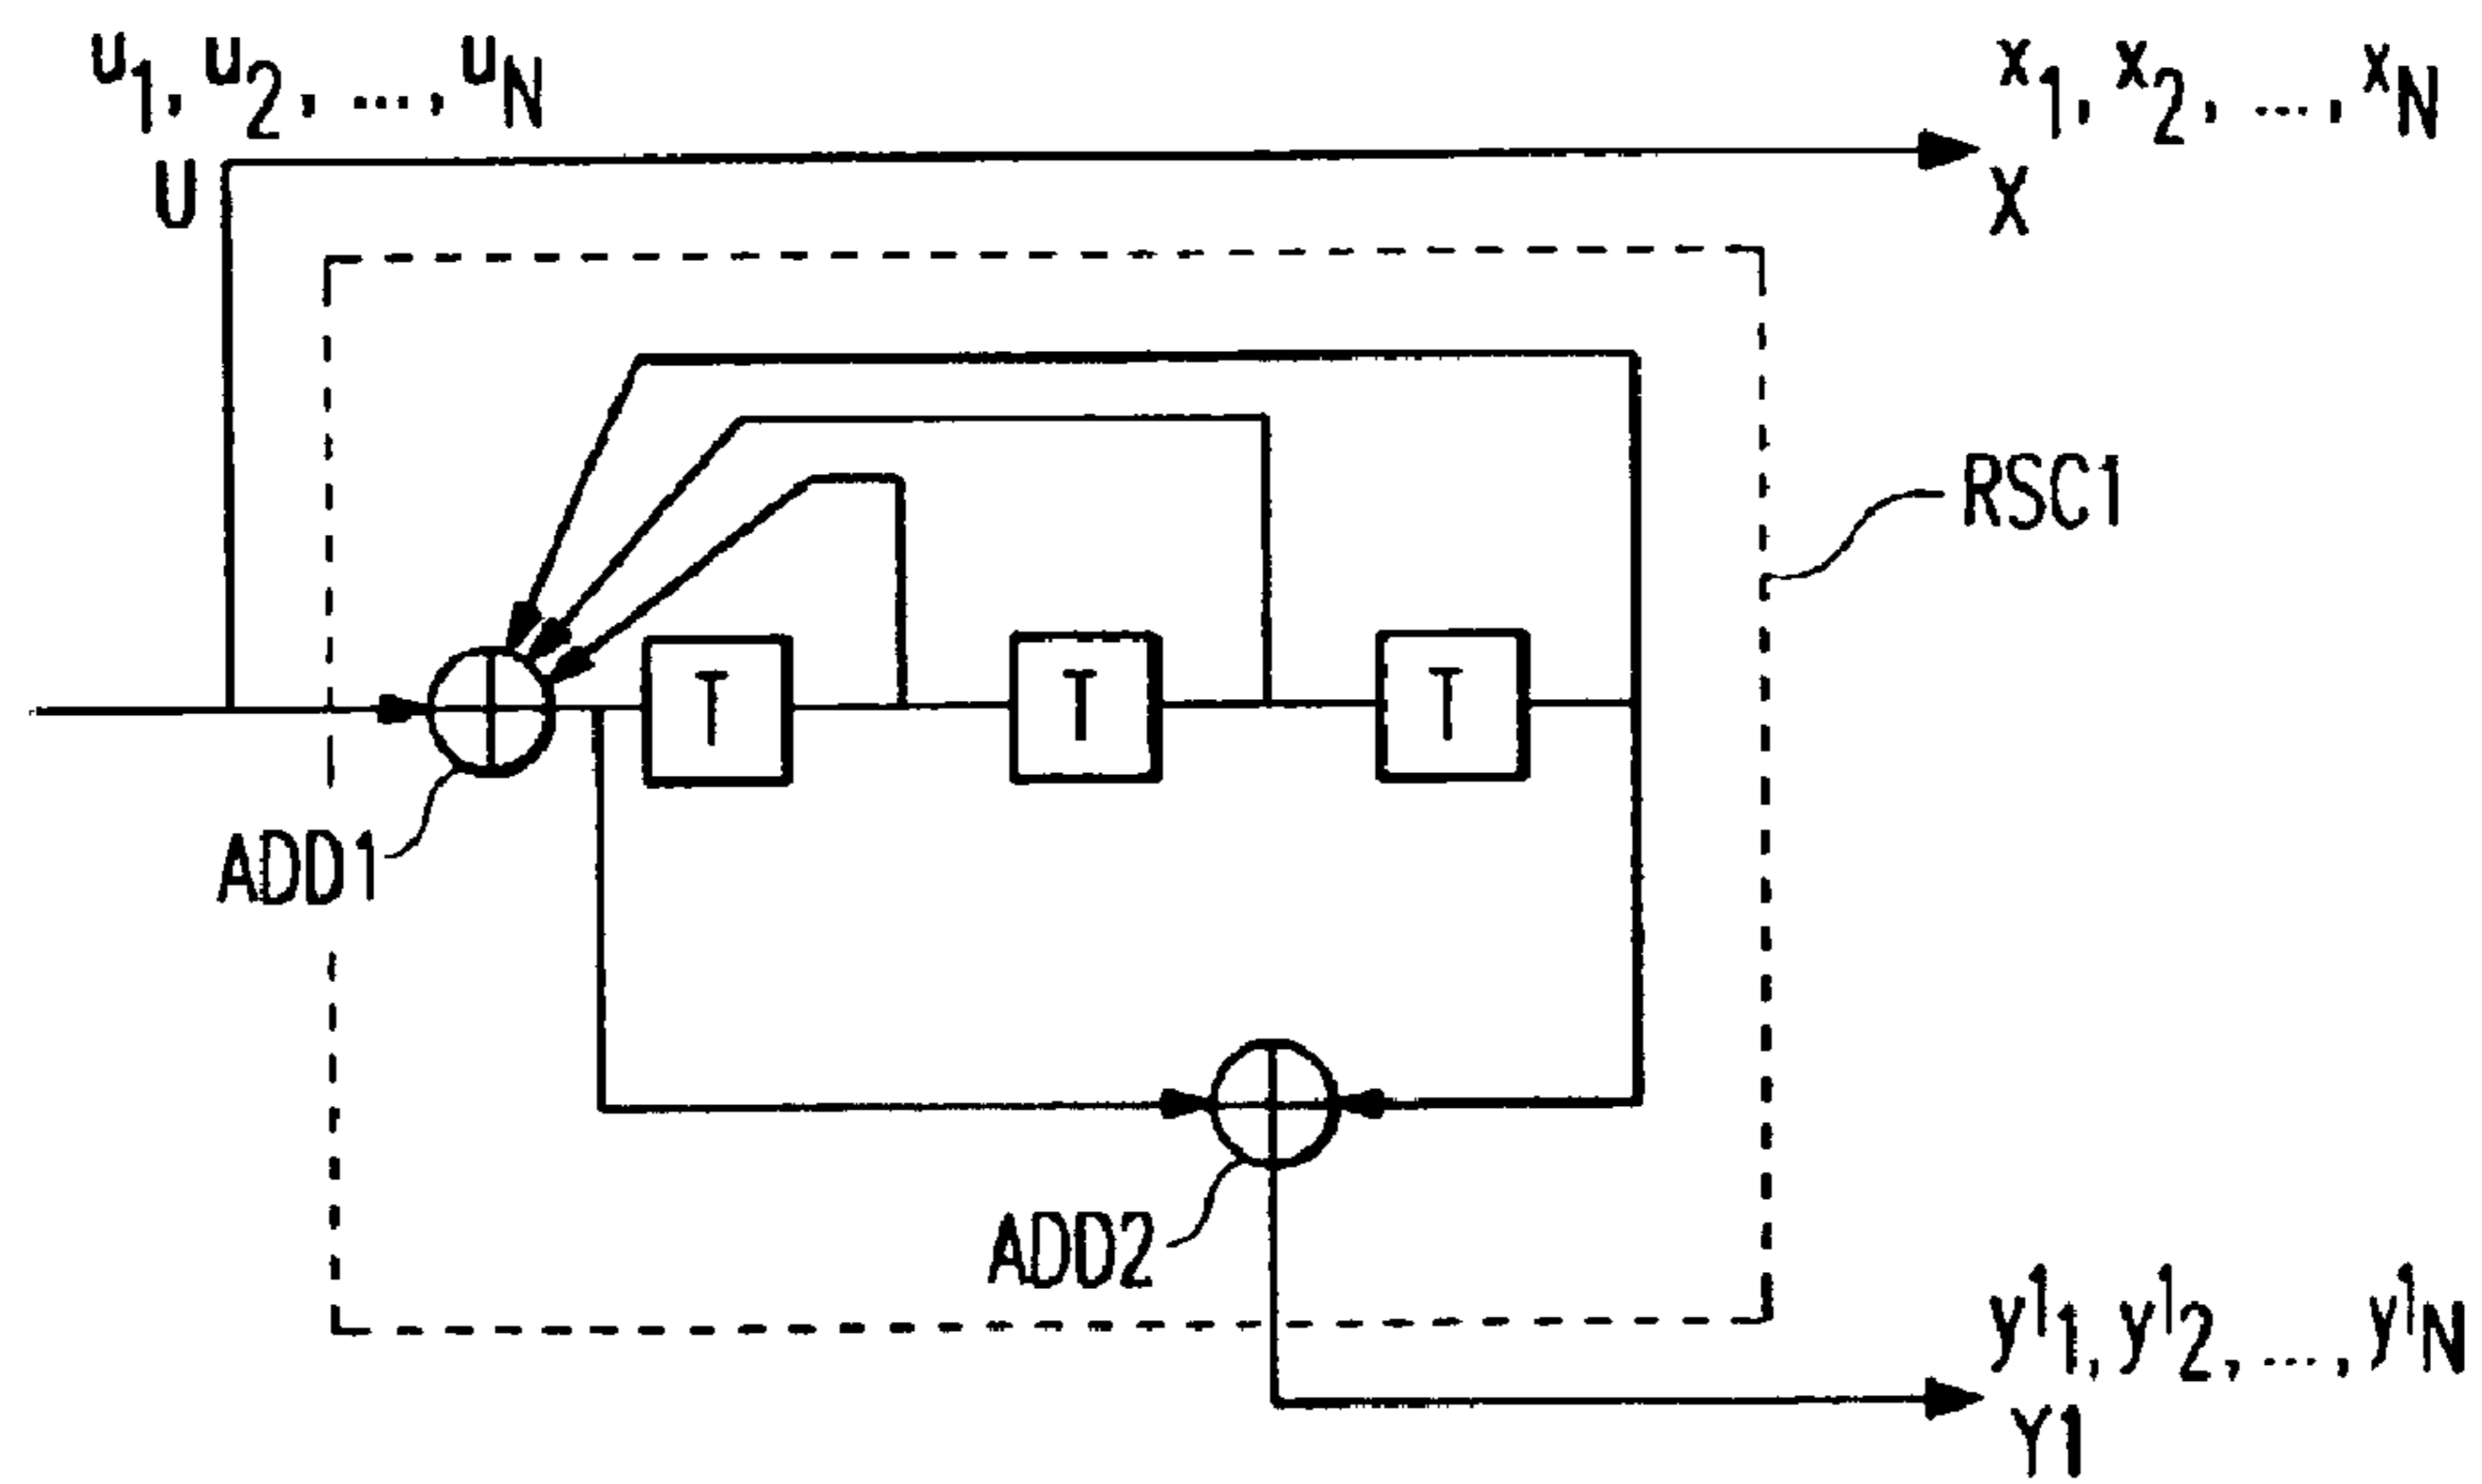 u1, u2, ..., uN
x1, x2, ..., xN
U
X
RSC1
T
T
T
ADD1
ADD2
y¹1, y¹2, ..., y¹N
Y1